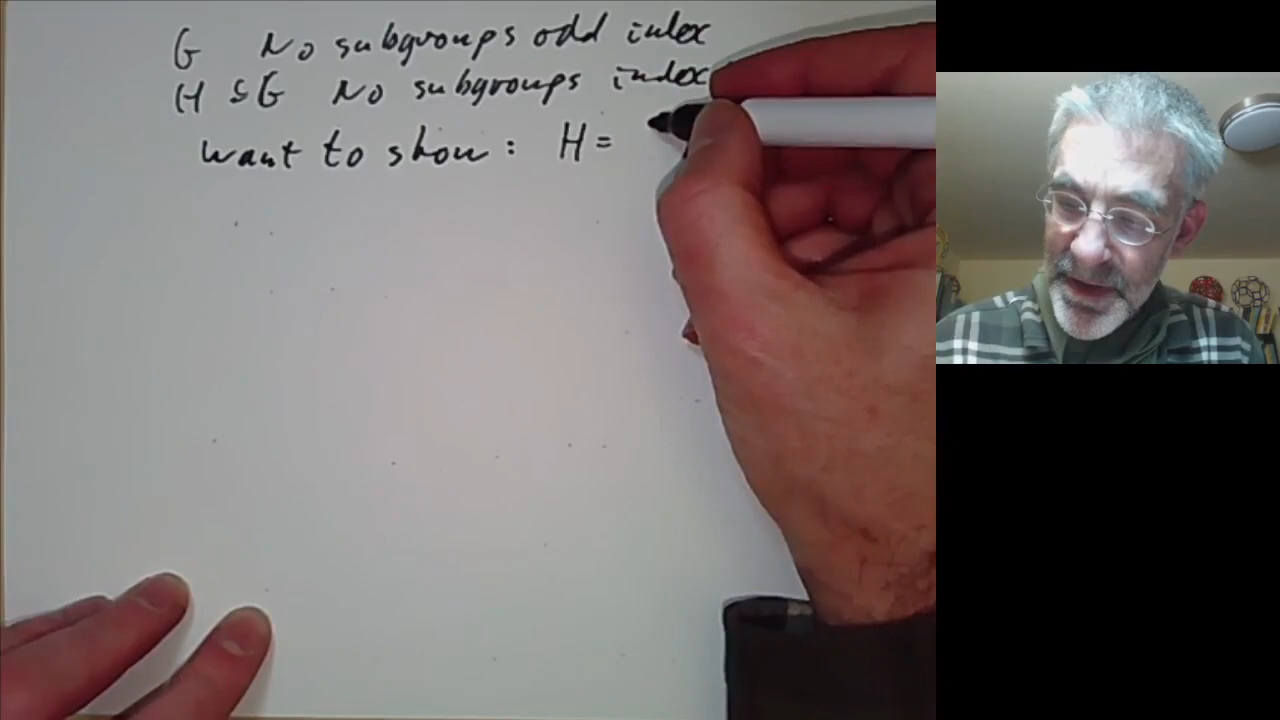 G No subgroups odd index
H ≤ G No subgroups index
Want to show: H =